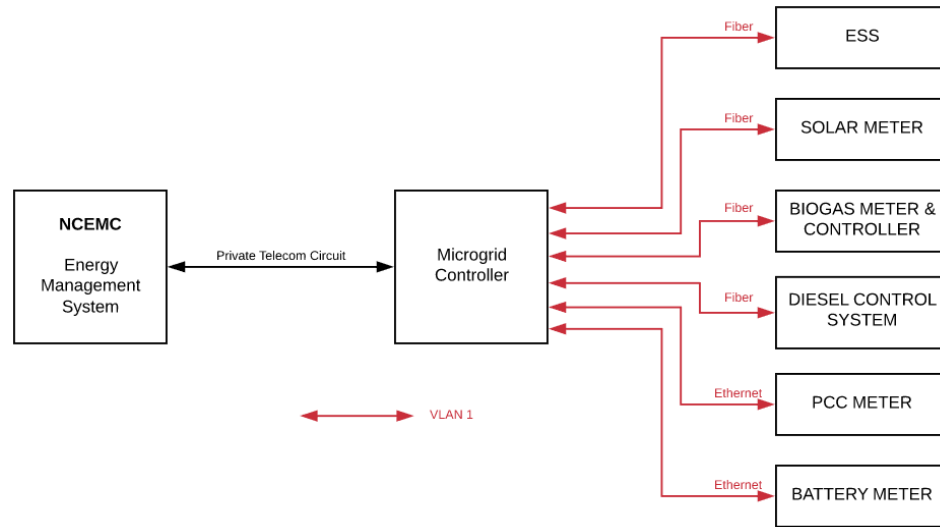 Fiber
ESS
Fiber
SOLAR METER
NCEMC
Energy
Management
System
Private Telecom Circuit
Microgrid
Controller
Fiber
BIOGAS METER &
CONTROLLER
Fiber
DIESEL CONTROL
SYSTEM
Ethernet
PCC METER
VLAN 1
Ethernet
BATTERY METER